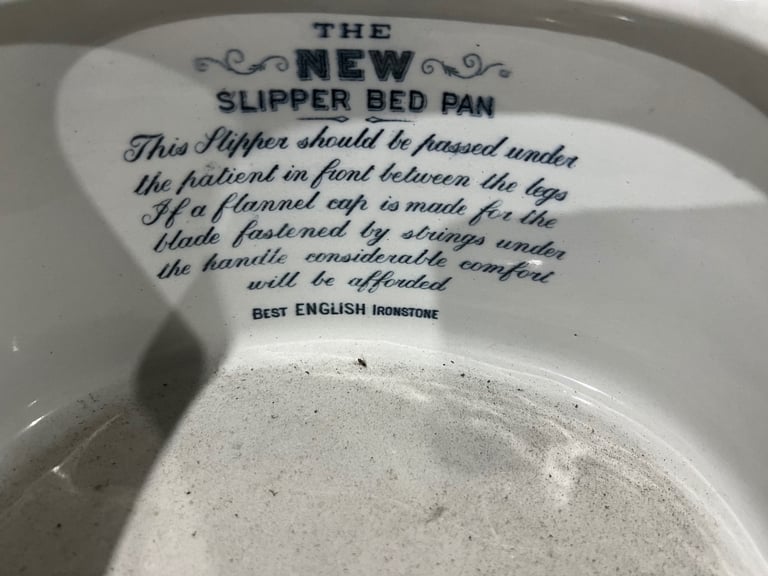 THE
NEW
SLIPPER BED PAN
This Slipper should be passed under
the patient in front between the legs
If a flannel cap is made for the
blade fastened by strings under
the handle considerable comfort
will be afforded
BEST ENGLISH IRONSTONE